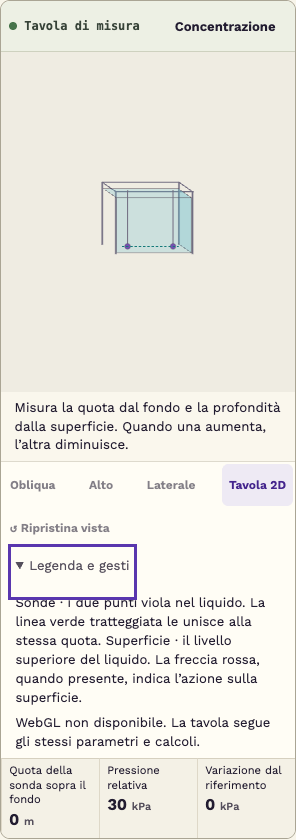 Tavola di misura
Concentrazione
Misura la quota dal fondo e la profondità
dalla superficie. Quando una aumenta,
l’altra diminuisce.
Obliqua
Alto
Laterale
Tavola 2D
↺ Ripristina vista
▼ Legenda e gesti
Sonde · i due punti viola nel liquido. La
linea verde tratteggiata le unisce alla
stessa quota. Superficie · il livello
superiore del liquido. La freccia rossa,
quando presente, indica l’azione sulla
superficie.
WebGL non disponibile. La tavola segue
gli stessi parametri e calcoli.
Quota della
sonda sopra il
fondo
0 m
Pressione
relativa
30 kPa
Variazione dal
riferimento
0 kPa